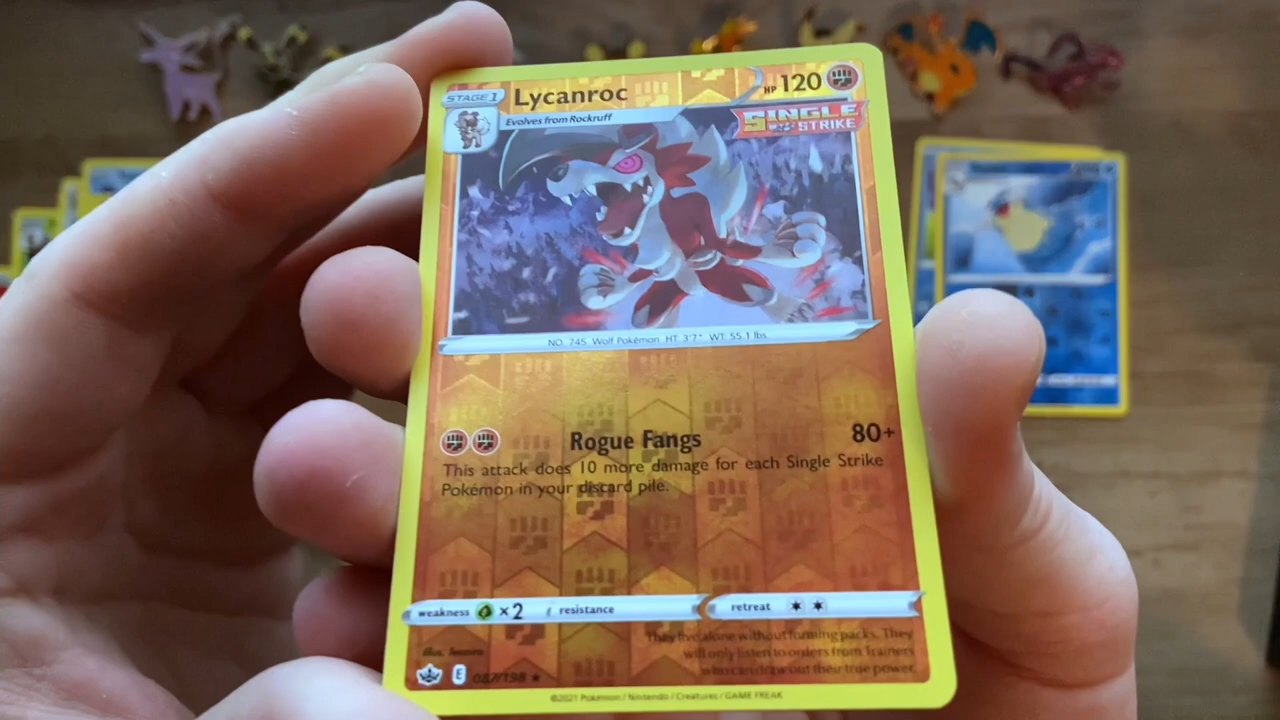 STAGE 1 Lycanroc HP 120
Evolves from Rockruff
SINGLE
STRIKE
NO. 745 Wolf Pokémon HT: 3'7" WT: 55.1 lbs.
Rogue Fangs 80+
This attack does 10 more damage for each Single Strike
Pokémon in your discard pile.
weakness ×2 resistance retreat
They live alone without forming packs. They
will only listen to orders from Trainers
who can draw out their true power.
Illus.
E 087/198
©2021 Pokémon / Nintendo / Creatures / GAME FREAK